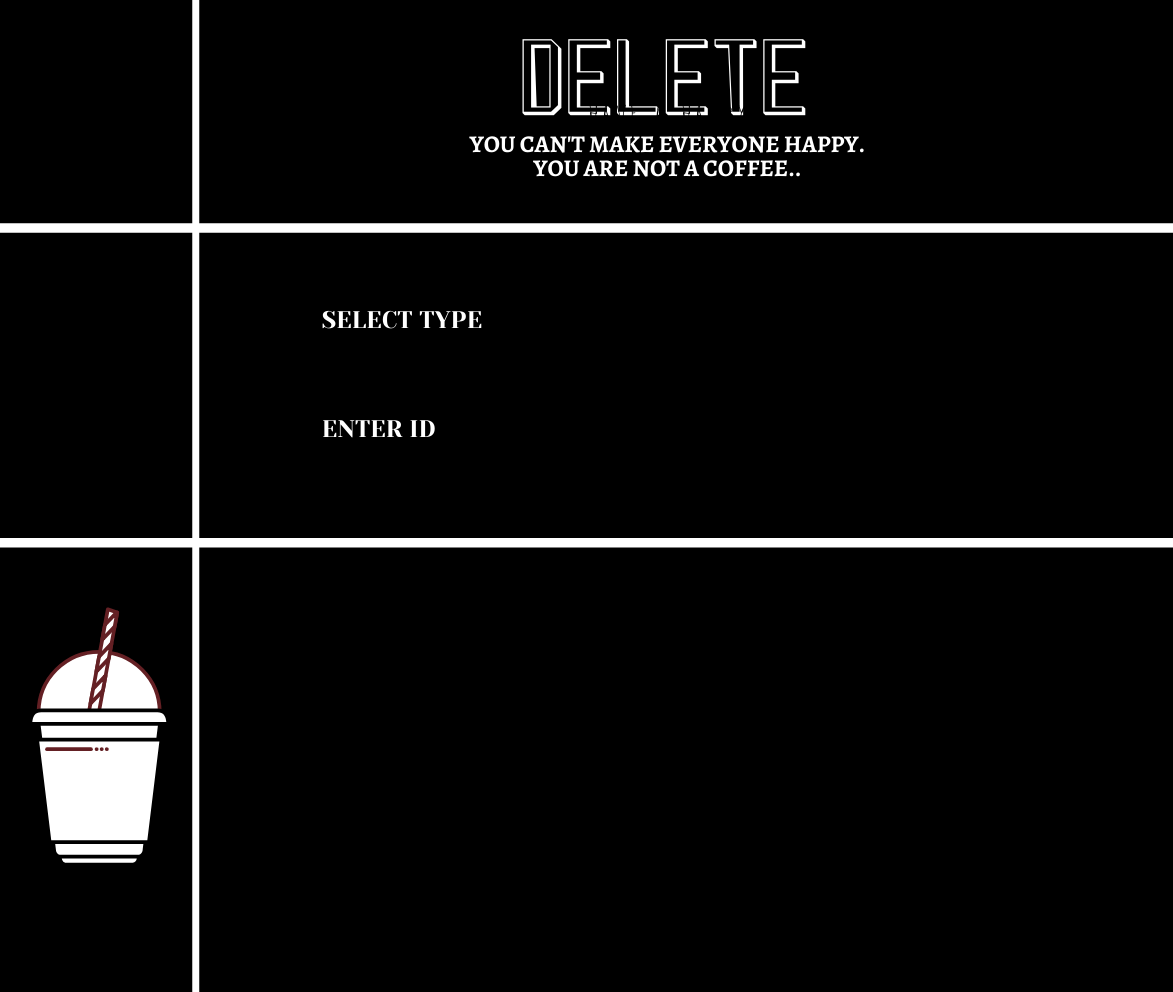 DELETE
YOU CAN'T MAKE EVERYONE HAPPY.
YOU ARE NOT A COFFEE..
SELECT TYPE
ENTER ID